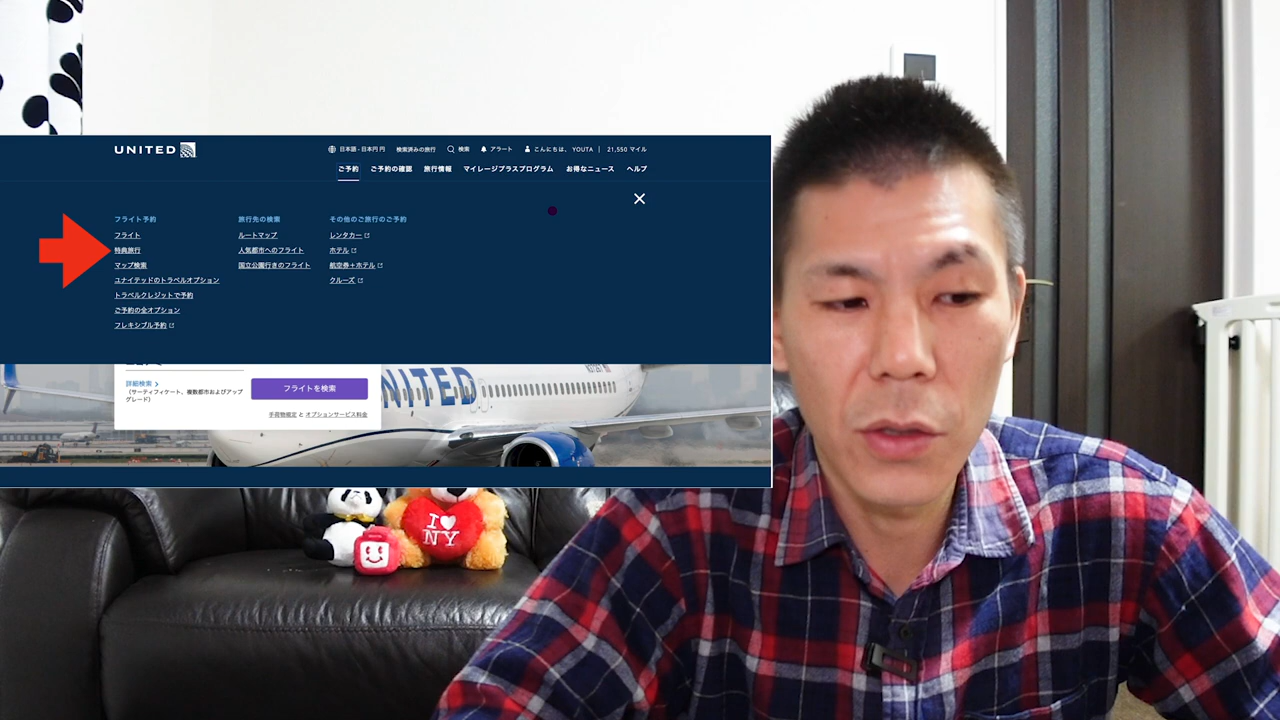 UNITED
日本語 - 日本円 円 検索済みの旅行 検索 アラート こんにちは、 YOUTA | 21,550 マイル
ご予約 ご予約の確認 旅行情報 マイレージプラスプログラム お得なニュース ヘルプ
フライト予約
フライト
特典旅行
マップ検索
ユナイテッドのトラベルオプション
トラベルクレジットで予約
ご予約の全オプション
フレキシブル予約
旅行先の検索
ルートマップ
人気都市へのフライト
国立公園行きのフライト
その他のご旅行のご予約
レンタカー
ホテル
航空券+ホテル
クルーズ
詳細検索
(サーティフィケート、複数都市およびアップ
グレード)
フライトを検索
手荷物規定 と オプションサービス料金
UNITED
I
NY